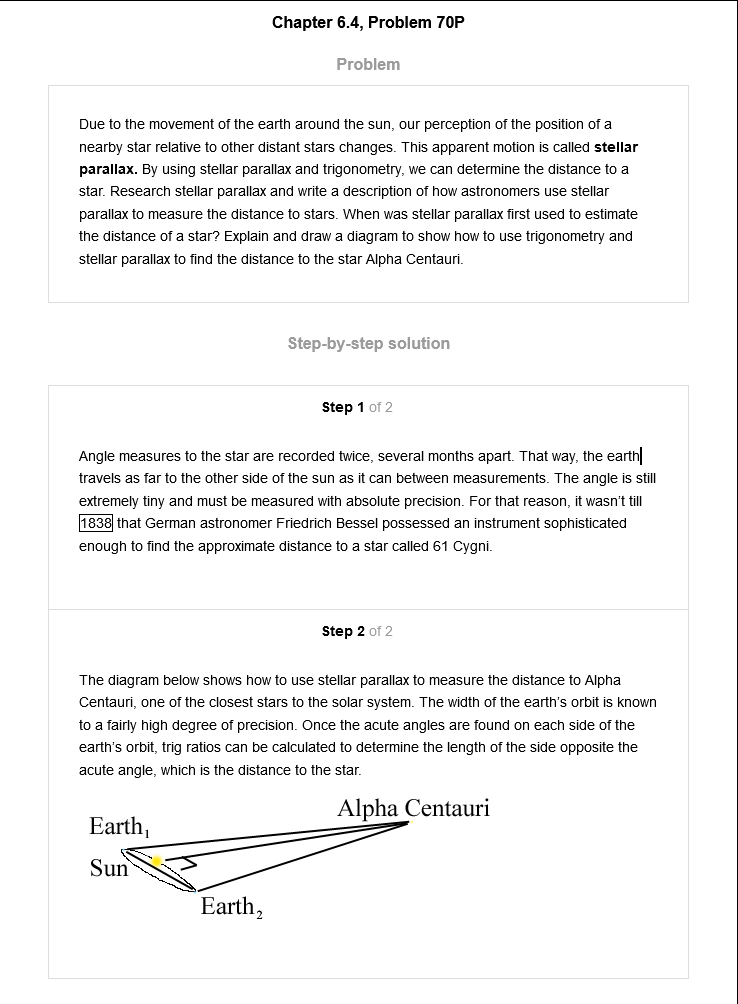 Chapter 6.4, Problem 70P
Problem
Due to the movement of the earth around the sun, our perception of the position of a
nearby star relative to other distant stars changes. This apparent motion is called stellar
parallax. By using stellar parallax and trigonometry, we can determine the distance to a
star. Research stellar parallax and write a description of how astronomers use stellar
parallax to measure the distance to stars. When was stellar parallax first used to estimate
the distance of a star? Explain and draw a diagram to show how to use trigonometry and
stellar parallax to find the distance to the star Alpha Centauri.
Step-by-step solution
Step 1 of 2
Angle measures to the star are recorded twice, several months apart. That way, the earth
travels as far to the other side of the sun as it can between measurements. The angle is still
extremely tiny and must be measured with absolute precision. For that reason, it wasn't till
1838 that German astronomer Friedrich Bessel possessed an instrument sophisticated
enough to find the approximate distance to a star called 61 Cygni.
Step 2 of 2
The diagram below shows how to use stellar parallax to measure the distance to Alpha
Centauri, one of the closest stars to the solar system. The width of the earth's orbit is known
to a fairly high degree of precision. Once the acute angles are found on each side of the
earth's orbit, trig ratios can be calculated to determine the length of the side opposite the
acute angle, which is the distance to the star.
Alpha Centauri
Earth₁
Sun
Earth₂